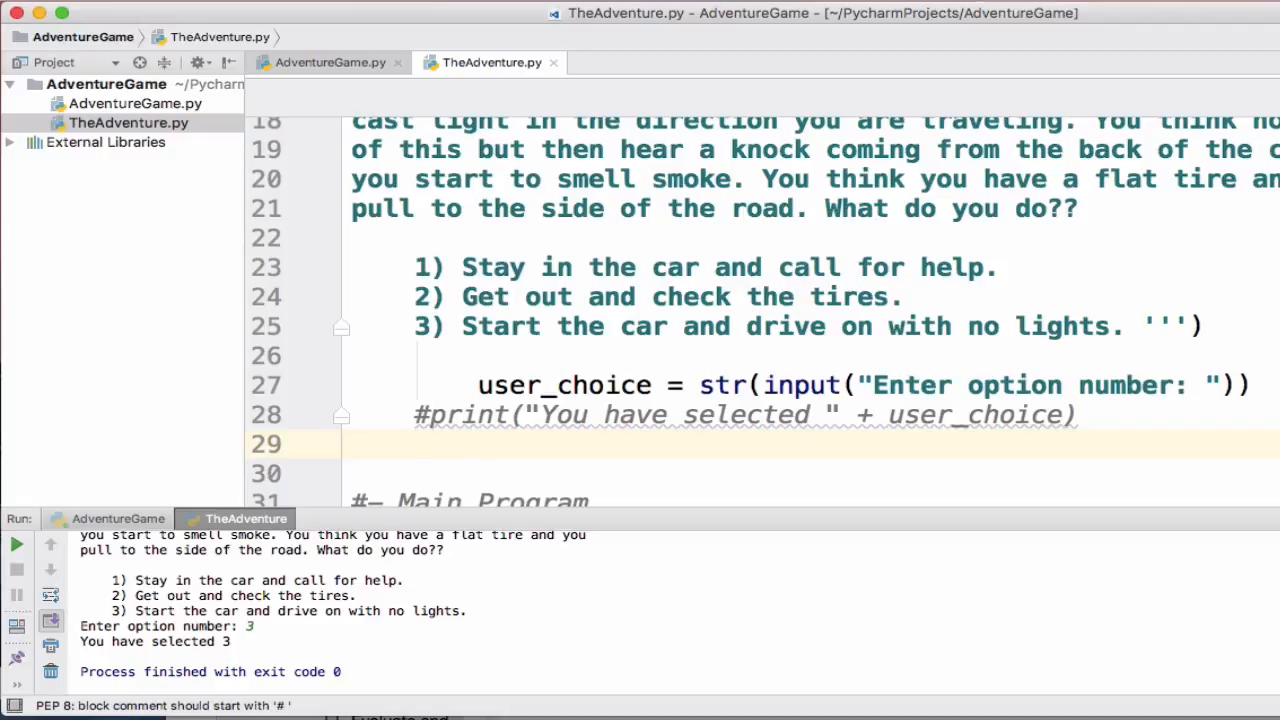 TheAdventure.py - AdventureGame - [~/PycharmProjects/AdventureGame]
AdventureGame TheAdventure.py
Project AdventureGame.py TheAdventure.py
AdventureGame ~/Pycharm
AdventureGame.py
TheAdventure.py
External Libraries
18 cast light in the direction you are traveling. You think no
19 of this but then hear a knock coming from the back of the c
20 you start to smell smoke. You think you have a flat tire an
21 pull to the side of the road. What do you do??
22
23 1) Stay in the car and call for help.
24 2) Get out and check the tires.
25 3) Start the car and drive on with no lights. ''')
26
27 user_choice = str(input("Enter option number: "))
28 #print("You have selected " + user_choice)
29
30
31 #- Main Program
Run: AdventureGame TheAdventure
you start to smell smoke. You think you have a flat tire and you
pull to the side of the road. What do you do??
1) Stay in the car and call for help.
2) Get out and check the tires.
3) Start the car and drive on with no lights.
Enter option number: 3
You have selected 3
Process finished with exit code 0
PEP 8: block comment should start with '# '
Evaluate and